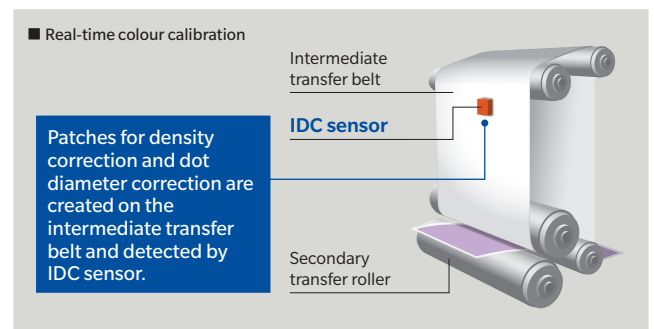 ■ Real-time colour calibration
Intermediate
transfer belt
IDC sensor
Patches for density
correction and dot
diameter correction are
created on the
intermediate transfer
belt and detected by
IDC sensor.
Secondary
transfer roller